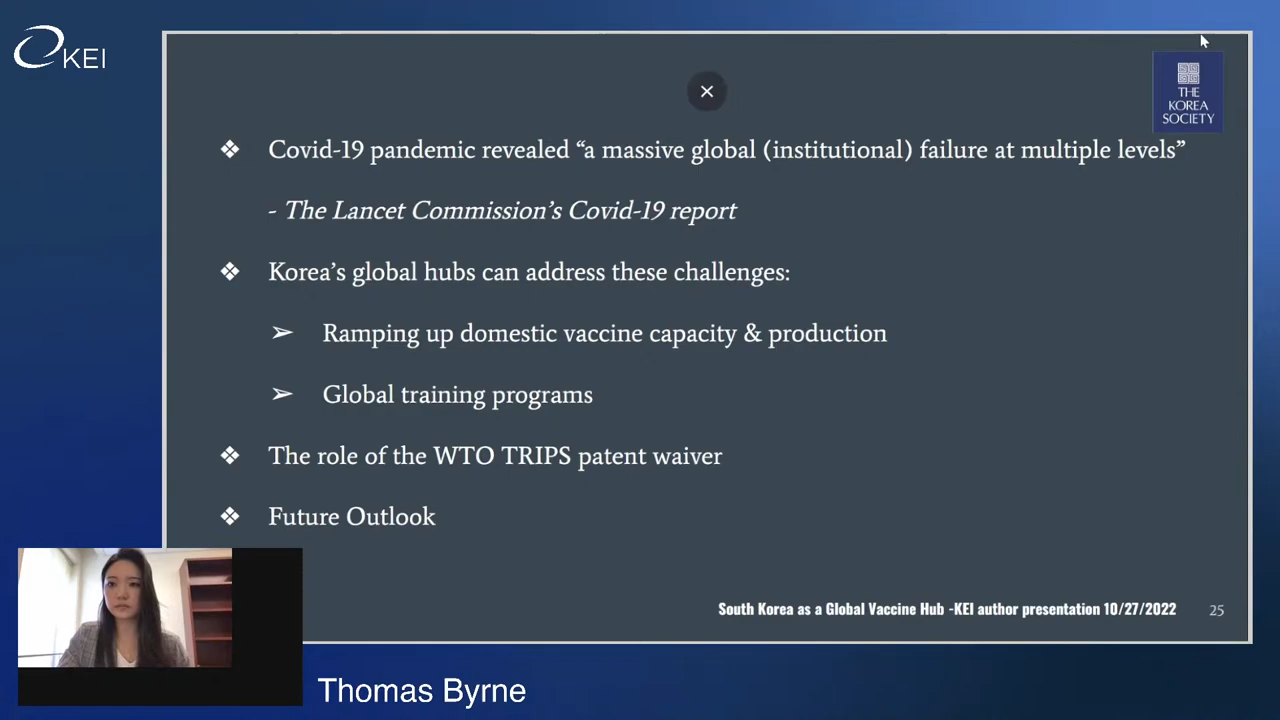 KEI
THE
KOREA
SOCIETY
❖ Covid-19 pandemic revealed “a massive global (institutional) failure at multiple levels”
- The Lancet Commission’s Covid-19 report
❖ Korea’s global hubs can address these challenges:
➢ Ramping up domestic vaccine capacity & production
➢ Global training programs
❖ The role of the WTO TRIPS patent waiver
❖ Future Outlook
South Korea as a Global Vaccine Hub -KEI author presentation 10/27/2022 25
Thomas Byrne